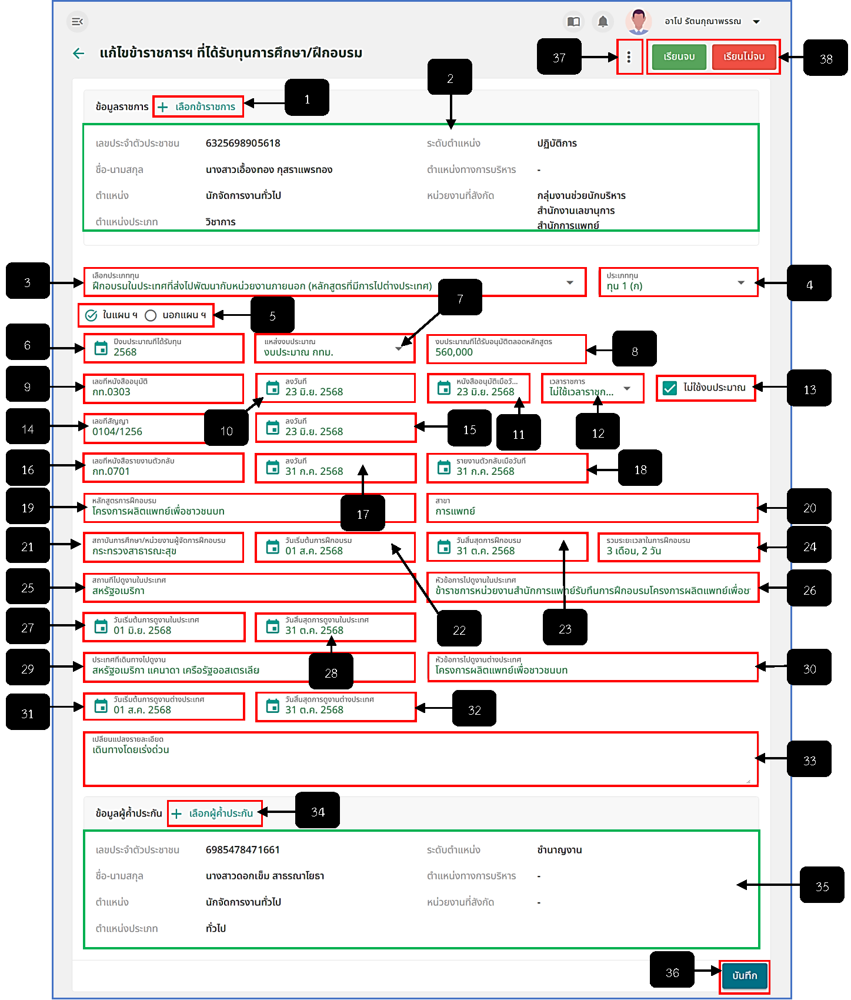 อาโป รัตนกุณาพรรณ
แก้ไขข้าราชการฯ ที่ได้รับทุนการศึกษา/ฝึกอบรม
37
เรียนจบ
เรียนไม่จบ
38
2
ข้อมูลราชการ
เลือกข้าราชการ
1
เลขประจำตัวประชาชน 6325698905618 ระดับตำแหน่ง ปฏิบัติการ
ชื่อ-นามสกุล นางสาวเอื้องทอง กุสราแพรทอง ตำแหน่งทางการบริหาร -
ตำแหน่ง นักจัดการงานทั่วไป หน่วยงานที่สังกัด กลุ่มงานช่วยนักบริหาร
สำนักงานเลขานุการ
ตำแหน่งประเภท วิชาการ สำนักการแพทย์
3
เลือกประเภททุน
ฝึกอบรมในประเทศที่ส่งไปพัฒนากับหน่วยงานภายนอก (หลักสูตรที่มีการไปต่างประเทศ)
ประเภททุน
ทุน 1 (ก)
4
7
ในแผน ฯ นอกแผน ฯ
5
6
ปีงบประมาณที่ได้รับทุน
2568
แหล่งงบประมาณ
งบประมาณ กทม.
งบประมาณที่ได้รับอนุมัติตลอดหลักสูตร
560,000
8
9
เลขที่หนังสืออนุมัติ
กท.0303
ลงวันที่
23 มิ.ย. 2568
หนังสืออนุมัติเมื่อวั...
23 มิ.ย. 2568
เวลาราชการ
ไม่ใช้เวลาราชก...
ไม่ใช้งบประมาณ
13
14
เลขที่สัญญา
0104/1256
10
ลงวันที่
23 มิ.ย. 2568
15
11
12
16
เลขที่หนังสือรายงานตัวกลับ
กท.0701
ลงวันที่
31 ก.ค. 2568
รายงานตัวกลับเมื่อวันที่
31 ก.ค. 2568
18
19
หลักสูตรการฝึกอบรม
โครงการผลิตแพทย์เพื่อชาวชนบท
17
สาขา
การแพทย์
20
21
สถาบันการศึกษา/หน่วยงานผู้จัดการฝึกอบรม
กระทรวงสาธารณะสุข
วันเริ่มต้นการฝึกอบรม
01 ส.ค. 2568
วันสิ้นสุดการฝึกอบรม
31 ต.ค. 2568
รวมระยะเวลาในการฝึกอบรม
3 เดือน, 2 วัน
24
25
สถานที่ไปดูงานในประเทศ
สหรัฐอเมริกา
หัวข้อการไปดูงานในประเทศ
ข้าราชการหน่วยงานสำนักการแพทย์รับทึนการฝึกอบรมโครงการผลิตแพทย์เพื่อช
26
27
วันเริ่มต้นการดูงานในประเทศ
01 มิ.ย. 2568
วันสิ้นสุดการดูงานในประเทศ
31 ต.ค. 2568
22
23
29
ประเทศที่เดินทางไปดูงาน
สหรัฐอเมริกา แคนาดา เครือรัฐออสเตรเลีย
28
หัวข้อการไปดูงานต่างประเทศ
โครงการผลิตแพทย์เพื่อชาวชนบท
30
31
วันเริ่มต้นการดูงานต่างประเทศ
01 ส.ค. 2568
วันสิ้นสุดการดูงานต่างประเทศ
31 ต.ค. 2568
32
เปลี่ยนแปลงรายละเอียด
เดินทางโดยเร่งด่วน
33
ข้อมูลผู้ค้ำประกัน
เลือกผู้ค้ำประกัน
34
เลขประจำตัวประชาชน 6985478471661 ระดับตำแหน่ง ชำนาญงาน
ชื่อ-นามสกุล นางสาวดอกเข็ม สาธรณาโยธา ตำแหน่งทางการบริหาร -
35
ตำแหน่ง นักจัดการงานทั่วไป หน่วยงานที่สังกัด -
ตำแหน่งประเภท ทั่วไป
36
บันทึก